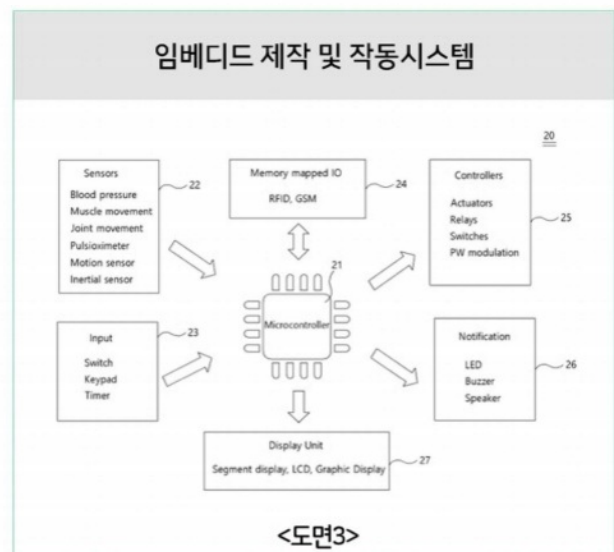 임베디드 제작 및 작동시스템
20
Sensors
Blood pressure
Muscle movement
Joint movement
Pulsioximeter
Motion sensor
Inertial sensor
22
Memory mapped IO
RFID, GSM
24
Controllers
Actuators
Relays
Switches
PW modulation
25
21
Microcontroller
Input
Switch
Keypad
Timer
23
Notification
LED
Buzzer
Speaker
26
Display Unit
Segment display, LCD, Graphic Display
27
<도면3>